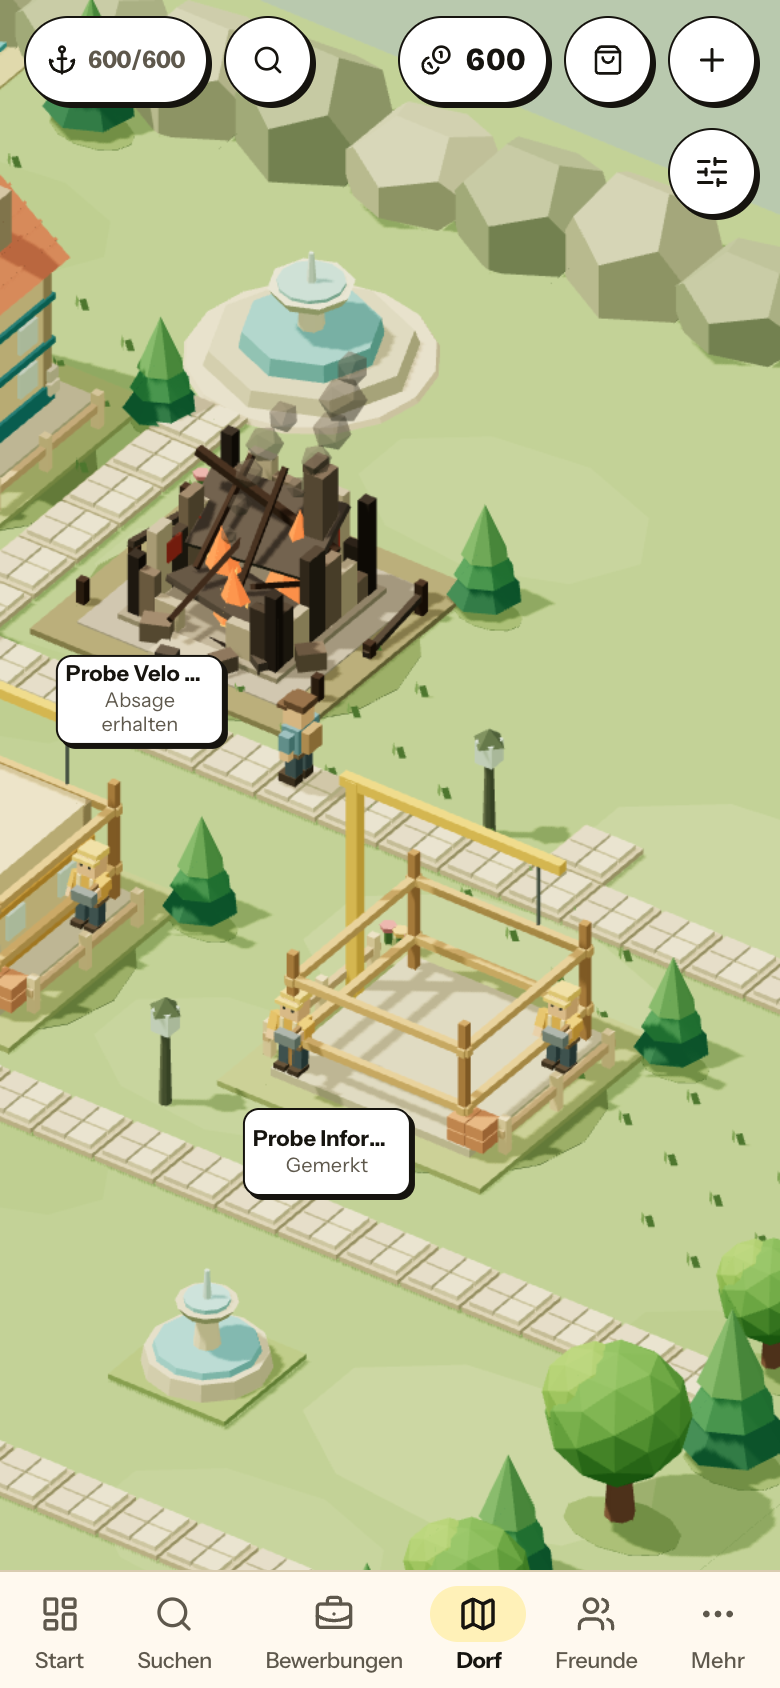 600/600
600
Probe Velo ...
Absage
erhalten
Probe Infor...
Gemerkt
Start
Suchen
Bewerbungen
Dorf
Freunde
Mehr